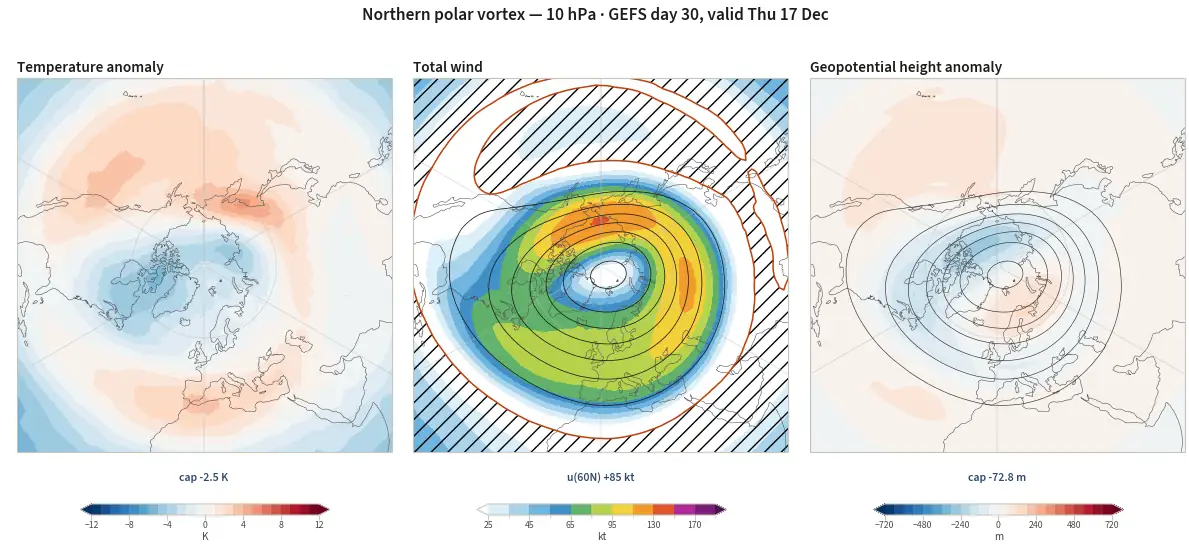 Northern polar vortex — 10 hPa · GEFS day 30, valid Thu 17 Dec
Temperature anomaly
Total wind
Geopotential height anomaly
cap -2.5 K
u(60N) +85 kt
cap -72.8 m
−12 −8 −4 0 4 8 12
K
25 45 65 95 130 170
kt
−720 −480 −240 0 240 480 720
m